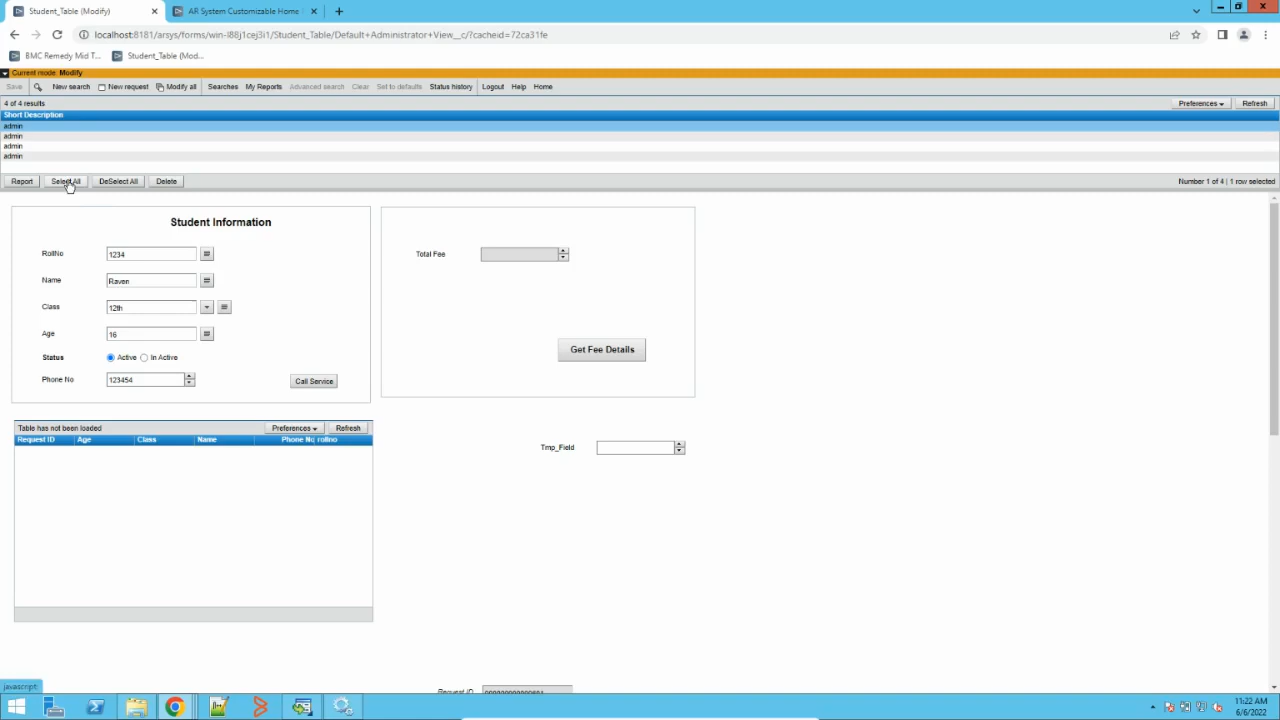 Student_Table (Modify)
AR System Customizable Home
localhost:8181/arsys/forms/win-l88j1cej3i1/Student_Table/Default+Administrator+View__c/?cacheid=72ca31fe
BMC Remedy Mid T...
Student_Table (Mod...
Current mode: Modify
Save New search New request Modify all Searches My Reports Advanced search Clear Set to defaults Status history Logout Help Home
4 of 4 results Preferences Refresh
Short Description
admin
admin
admin
admin
Report Select All DeSelect All Delete Number 1 of 4 | 1 row selected
Student Information
RollNo 1234
Name Raven
Class 12th
Age 16
Status Active In Active
Phone No 123454 Call Service
Total Fee
Get Fee Details
Table has not been loaded Preferences Refresh
Request ID Age Class Name Phone No rollno
Tmp_Field
Request ID
javascript:
11:22 AM
6/6/2022